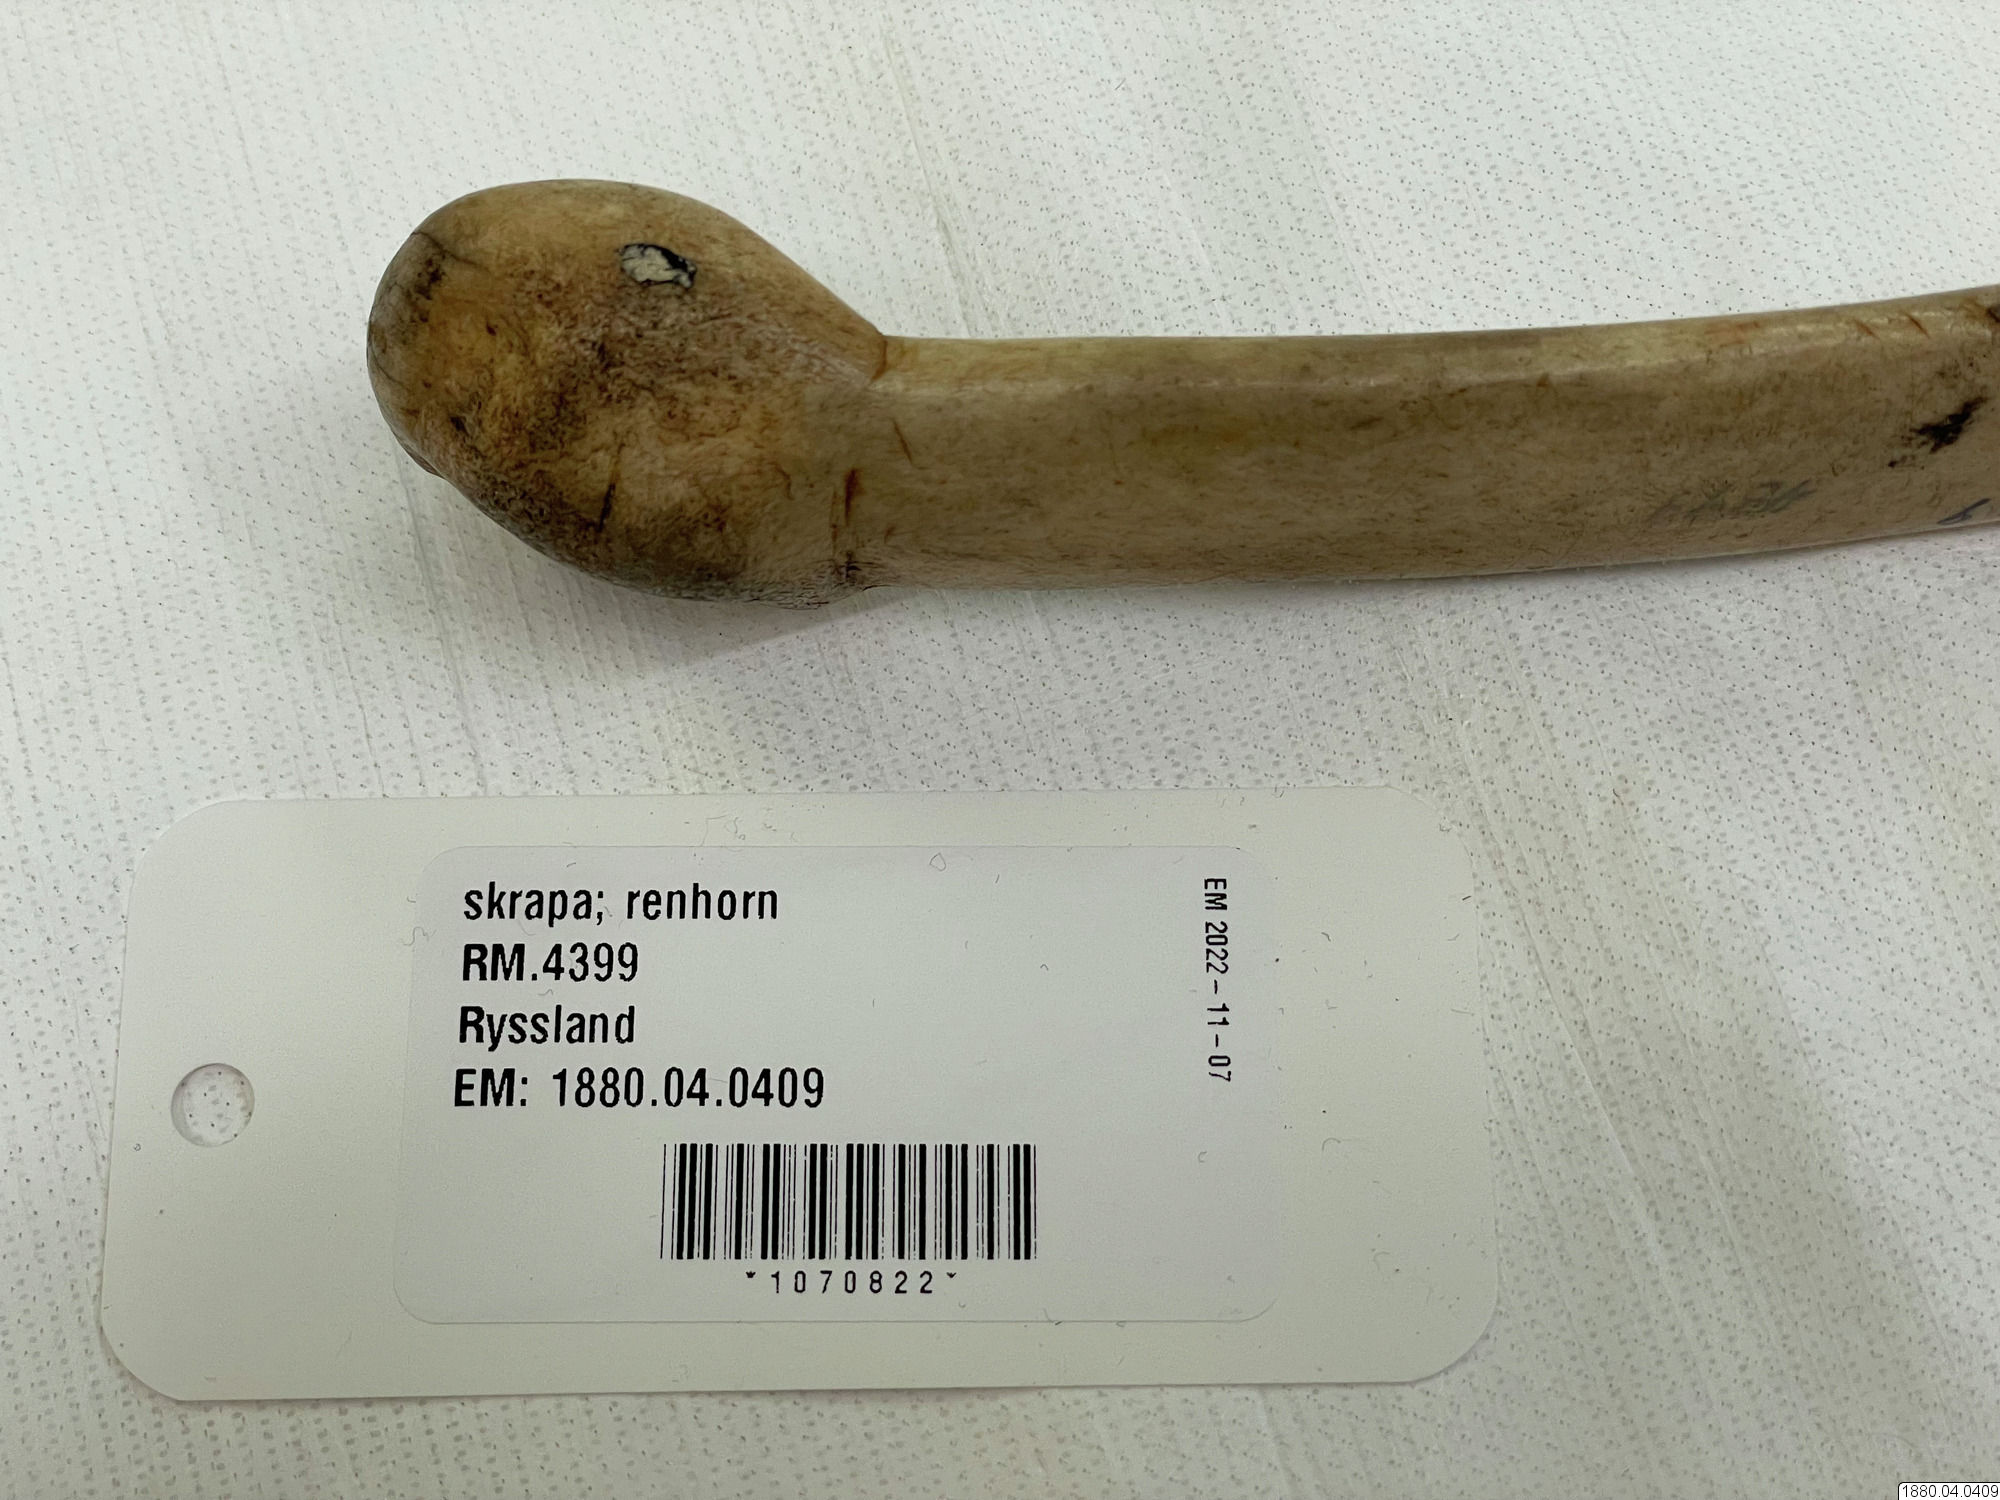 skrapa; renhorn
RM.4399
Ryssland
EM: 1880.04.0409
*1070822*
EM 2022-11-07
1880.04.0409